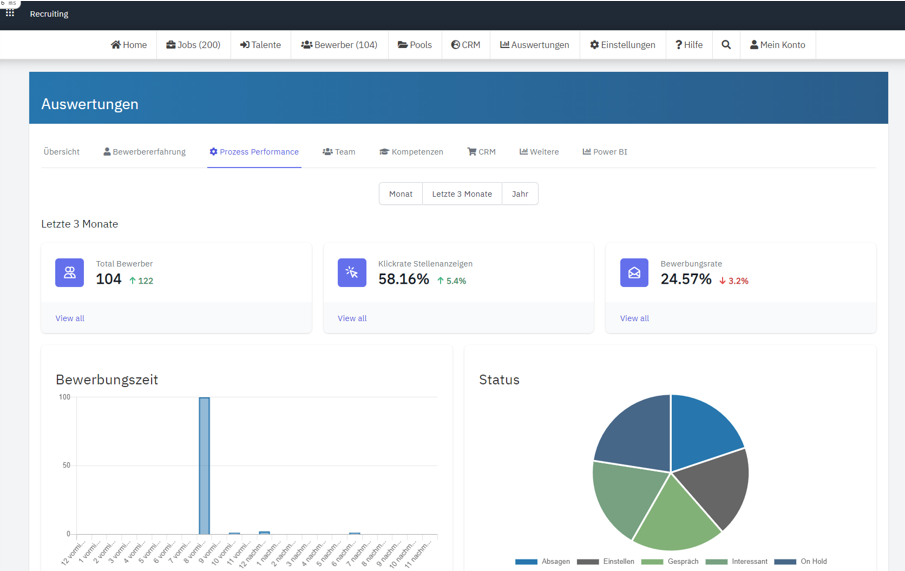 Recruiting
Home Jobs (200) Talente Bewerber (104) Pools CRM Auswertungen Einstellungen Hilfe Mein Konto
Auswertungen
Übersicht Bewerbererfahrung Prozess Performance Team Kompetenzen CRM Weitere Power BI
Monat Letzte 3 Monate Jahr
Letzte 3 Monate
Total Bewerber
104 122
View all
Klickrate Stellenanzeigen
58.16% 5.4%
View all
Bewerbungsrate
24.57% 3.2%
View all
Bewerbungszeit
100
50
0
12 vormi... 1 vormi... 2 vormi... 3 vormi... 4 vormi... 5 vormi... 6 vormi... 7 vormi... 8 vormi... 9 vormi... 10 vormi... 11 vormi... 12 nachm... 1 nachm... 2 nachm... 3 nachm... 4 nachm... 5 nachm... 6 nachm... 7 nachm... 8 nachm... 9 nachm... 10 nachm... 11 nachm...
Status
Absagen Einstellen Gespräch Interessant On Hold